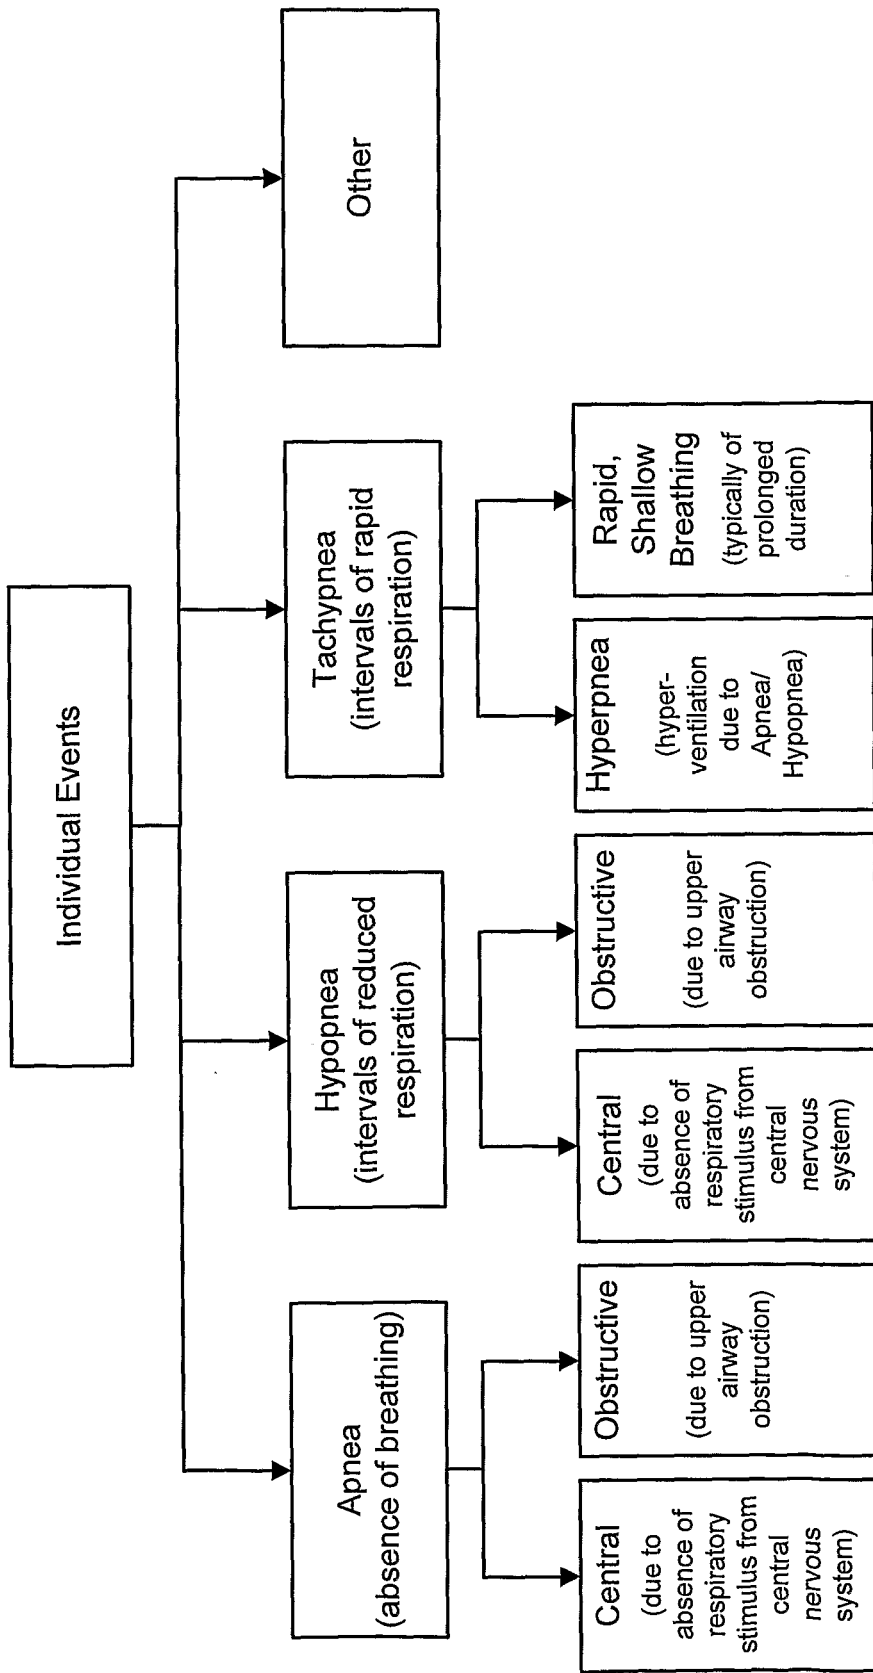 Individual Events
Apnea
(absence of breathing)
Hypopnea
(intervals of reduced
respiration)
Tachypnea
(intervals of rapid
respiration)
Other
Central
(due to
absence of
respiratory
stimulus from
central
nervous
system)
Obstructive
(due to upper
airway
obstruction)
Central
(due to
absence of
respiratory
stimulus from
central
nervous
system)
Obstructive
(due to upper
airway
obstruction)
Hyperpnea
(hyper-
ventilation
due to
Apnea/
Hypopnea)
Rapid,
Shallow
Breathing
(typically of
prolonged
duration)